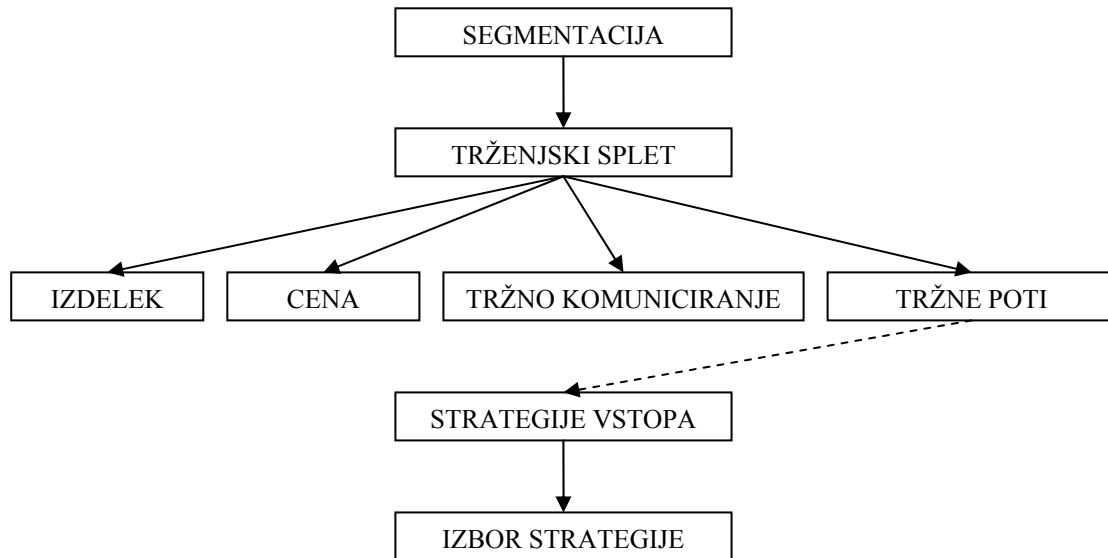 SEGMENTACIJA
TRŽENJSKI SPLET
IZDELEK
CENA
TRŽNO KOMUNICIRANJE
TRŽNE POTI
STRATEGIJE VSTOPA
IZBOR STRATEGIJE